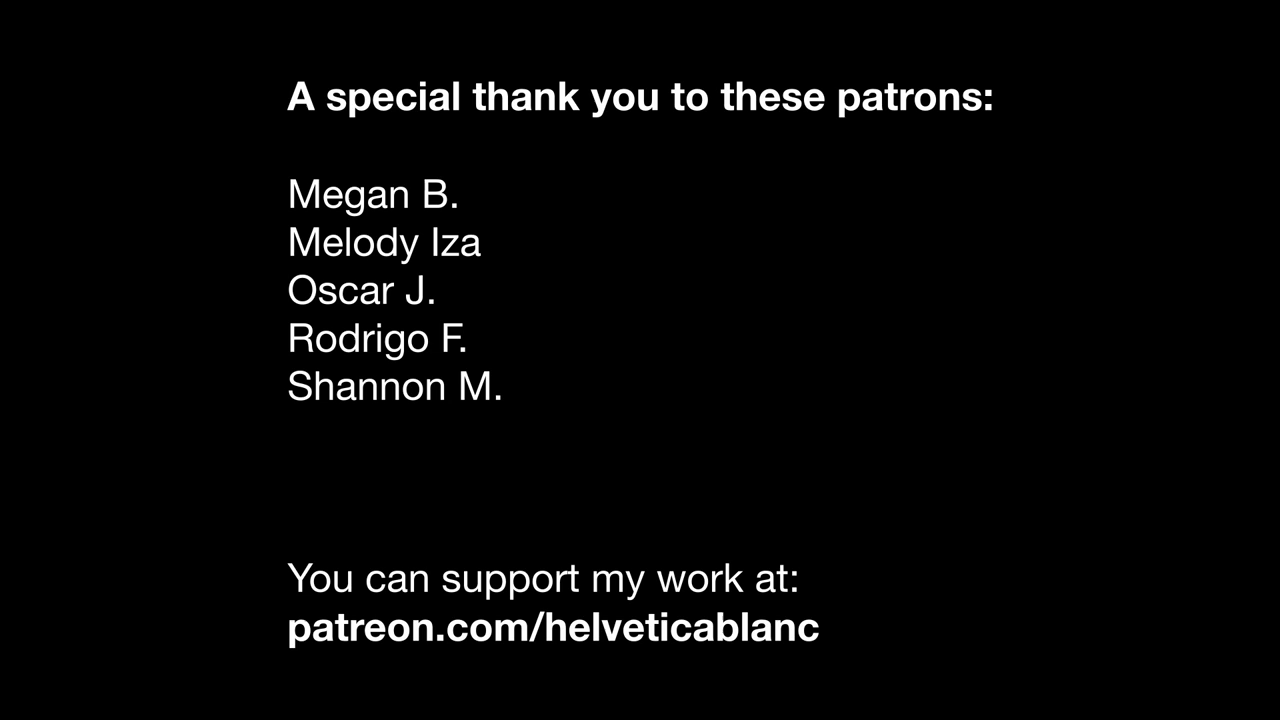 A special thank you to these patrons:
Megan B.
Melody Iza
Oscar J.
Rodrigo F.
Shannon M.
You can support my work at:
patreon.com/helveticablanc